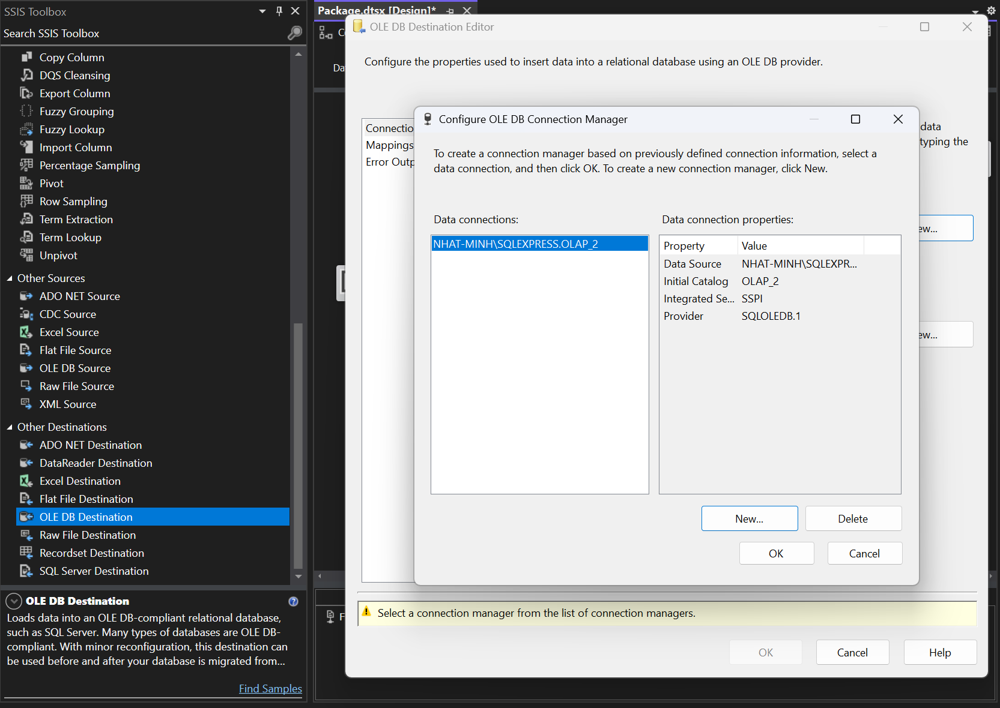 SSIS Toolbox
Search SSIS Toolbox
Copy Column
DQS Cleansing
Export Column
Fuzzy Grouping
Fuzzy Lookup
Import Column
Percentage Sampling
Pivot
Row Sampling
Term Extraction
Term Lookup
Unpivot
Other Sources
ADO NET Source
CDC Source
Excel Source
Flat File Source
OLE DB Source
Raw File Source
XML Source
Other Destinations
ADO NET Destination
DataReader Destination
Excel Destination
Flat File Destination
OLE DB Destination
Raw File Destination
Recordset Destination
SQL Server Destination
OLE DB Destination
Loads data into an OLE DB-compliant relational database,
such as SQL Server. Many types of databases are OLE DB-
compliant. With minor reconfiguration, this destination can
be used before and after your database is migrated from...
Find Samples
Package.dtsx [Design]*
OLE DB Destination Editor
Configure the properties used to insert data into a relational database using an OLE DB provider.
Connectio
Mappings
Error Outp
data
typing the
ew...
ew...
Configure OLE DB Connection Manager
To create a connection manager based on previously defined connection information, select a
data connection, and then click OK. To create a new connection manager, click New.
Data connections:
NHAT-MINH\SQLEXPRESS.OLAP_2
Data connection properties:
Property Value
Data Source NHAT-MINH\SQLEXPR...
Initial Catalog OLAP_2
Integrated Se... SSPI
Provider SQLOLEDB.1
New... Delete
OK Cancel
Select a connection manager from the list of connection managers.
OK Cancel Help